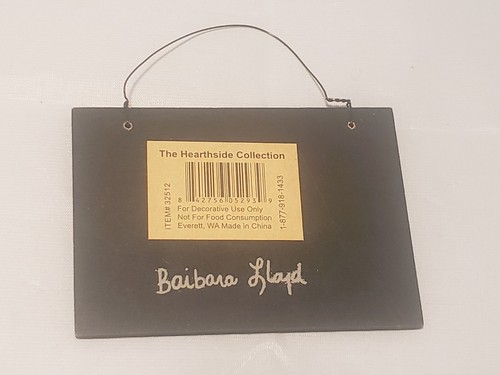 The Hearthside Collection
ITEM# 32512
8 42756 05293 9
1-877-918-1433
For Decorative Use Only
Not For Food Consumption
Everett, WA Made in China
Barbara Lloyd